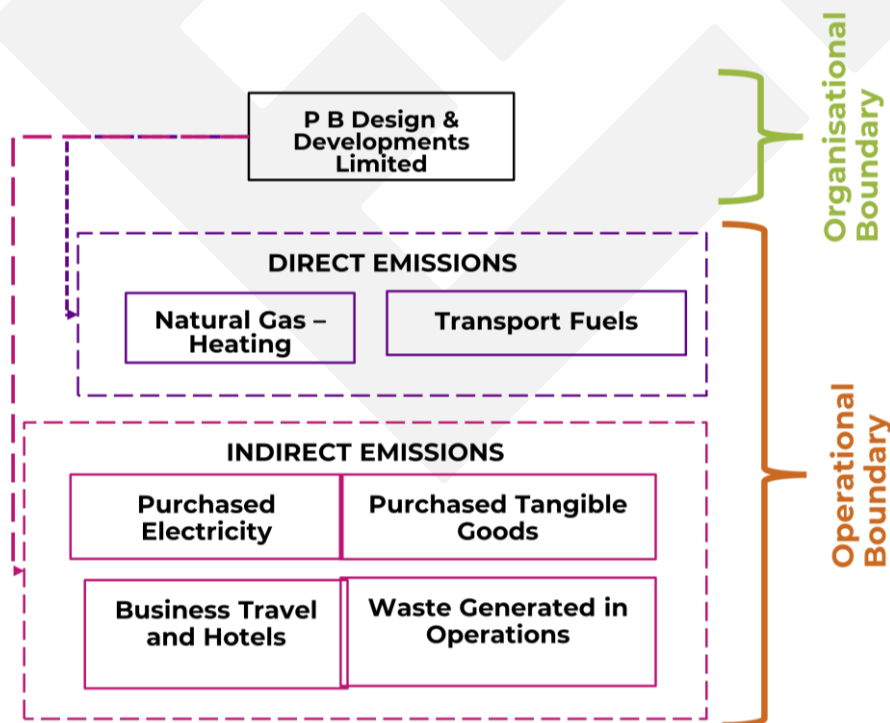 P B Design &
Developments
Limited
Organisational
Boundary
DIRECT EMISSIONS
Natural Gas –
Heating
Transport Fuels
INDIRECT EMISSIONS
Purchased
Electricity
Purchased Tangible
Goods
Business Travel
and Hotels
Waste Generated in
Operations
Operational
Boundary